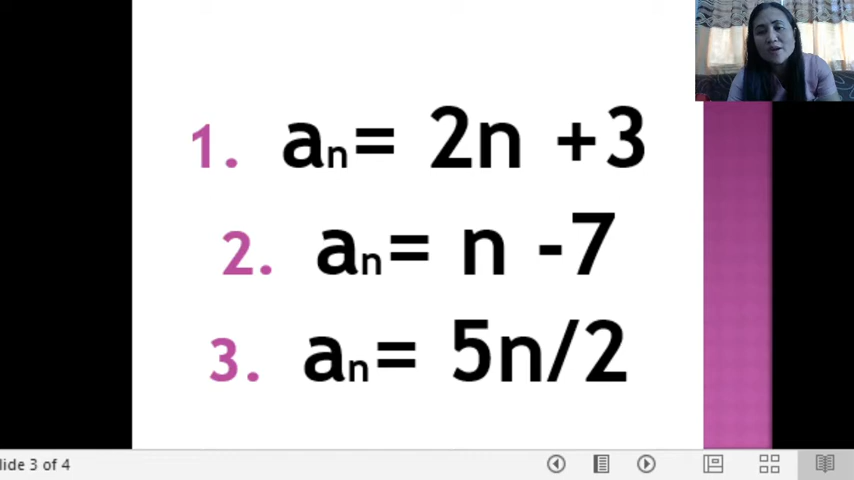 1. an= 2n +3
2. an= n -7
3. an= 5n/2
lide 3 of 4